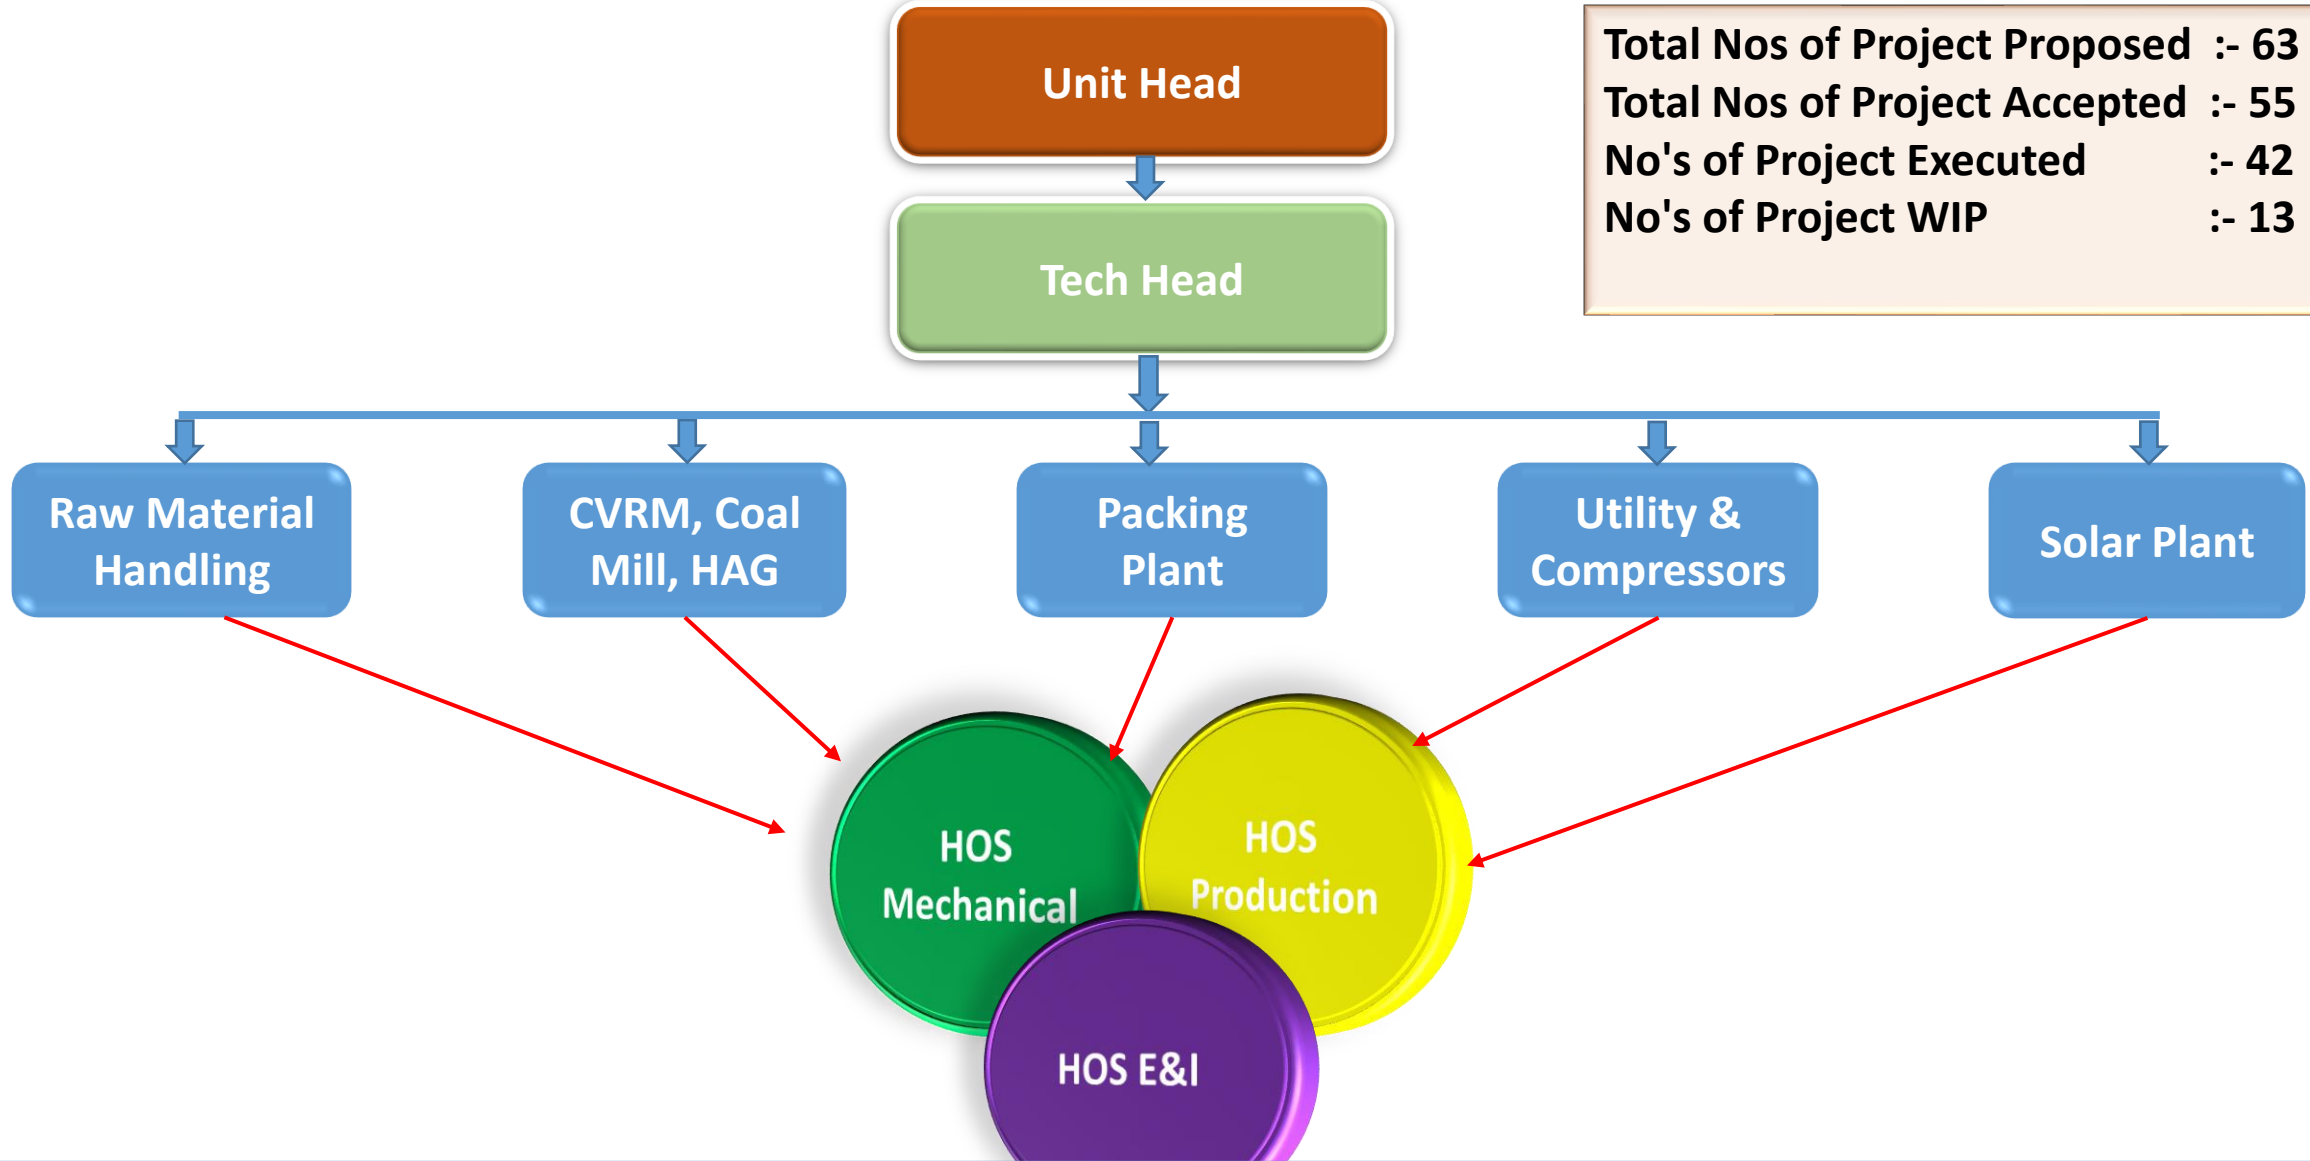 Unit Head
Total Nos of Project Proposed :- 63
Total Nos of Project Accepted :- 55
No's of Project Executed :- 42
No's of Project WIP :- 13
Tech Head
Raw Material
Handling
CVRM, Coal
Mill, HAG
Packing
Plant
Utility &
Compressors
Solar Plant
HOS
Mechanical
HOS
Production
HOS E&I